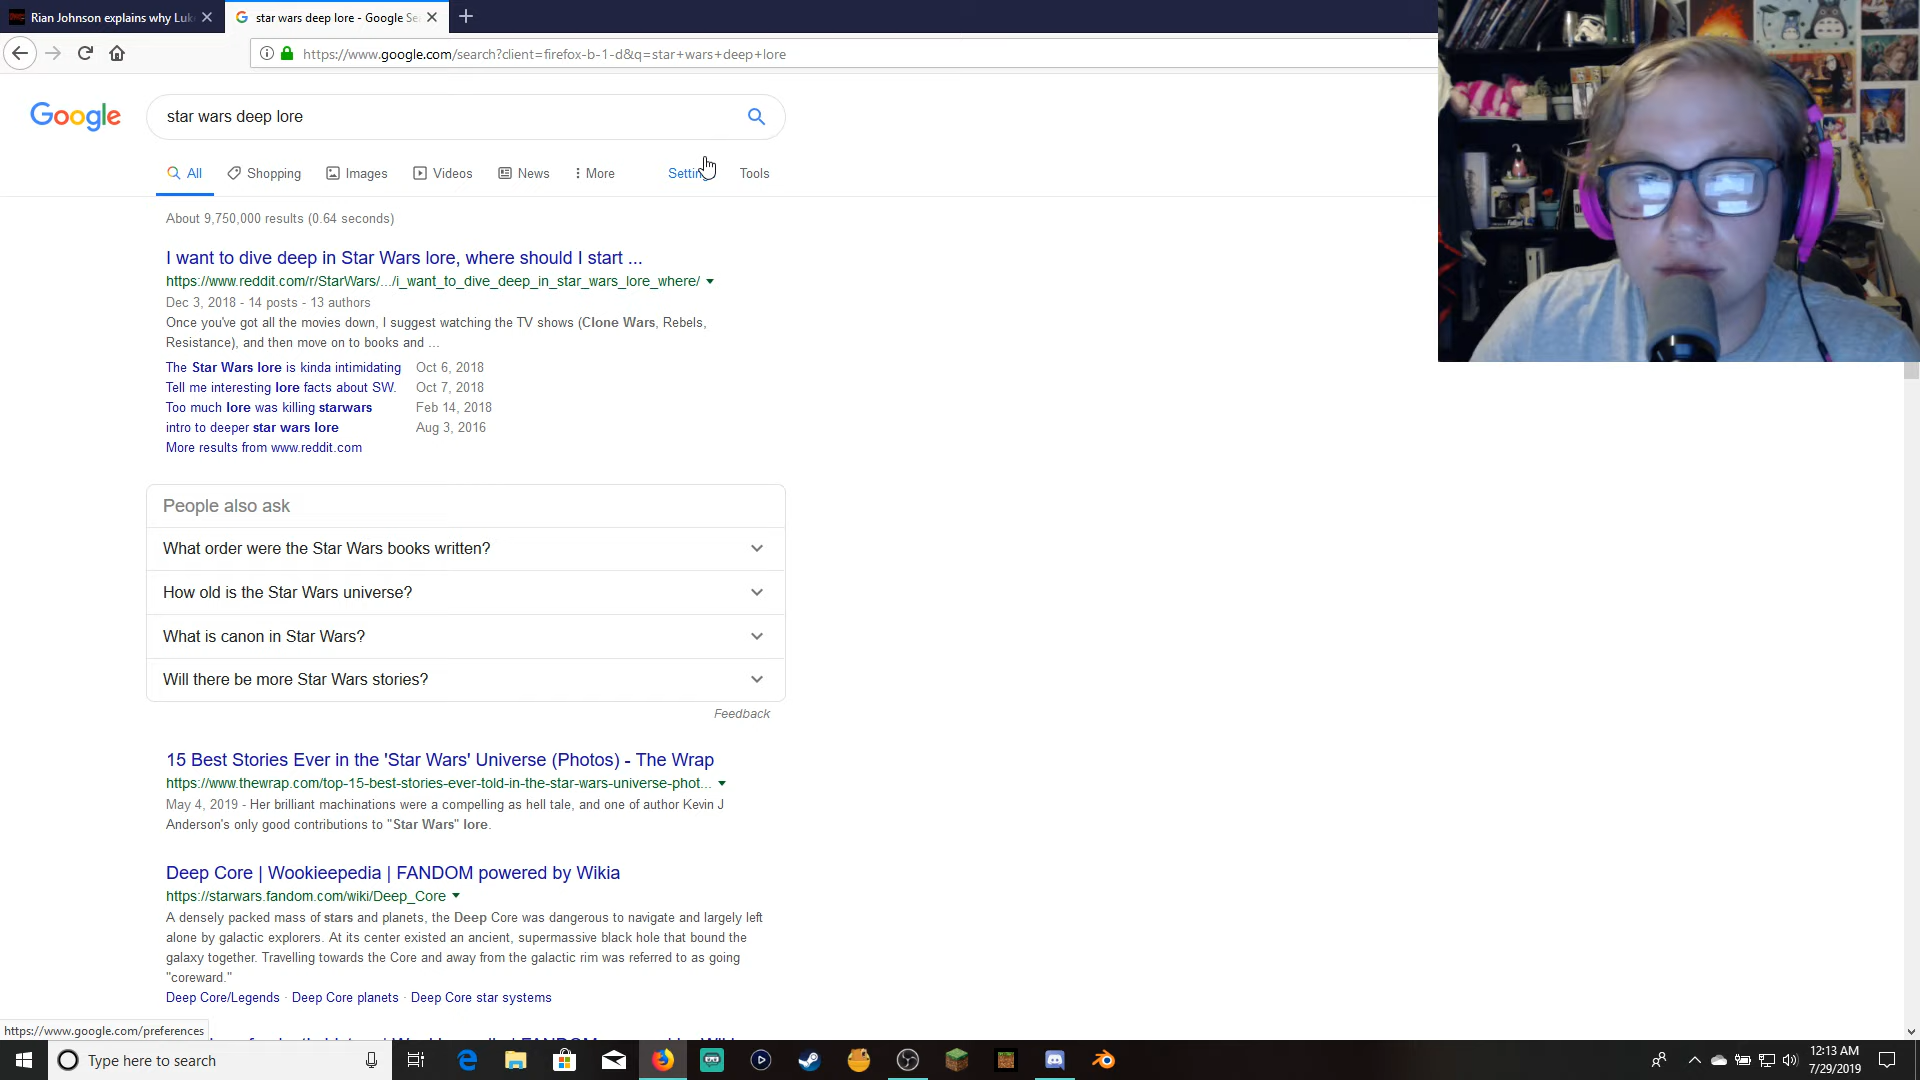 Rian Johnson explains why Luk
star wars deep lore - Google Se
https://www.google.com/search?client=firefox-b-1-d&q=star+wars+deep+lore
Google
star wars deep lore
All Shopping Images Videos News More Settin Tools
About 9,750,000 results (0.64 seconds)
I want to dive deep in Star Wars lore, where should I start ...
https://www.reddit.com/r/StarWars/.../i_want_to_dive_deep_in_star_wars_lore_where/
Dec 3, 2018 - 14 posts - 13 authors
Once you've got all the movies down, I suggest watching the TV shows (Clone Wars, Rebels,
Resistance), and then move on to books and ...
The Star Wars lore is kinda intimidating Oct 6, 2018
Tell me interesting lore facts about SW. Oct 7, 2018
Too much lore was killing starwars Feb 14, 2018
intro to deeper star wars lore Aug 3, 2016
More results from www.reddit.com
People also ask
What order were the Star Wars books written?
How old is the Star Wars universe?
What is canon in Star Wars?
Will there be more Star Wars stories?
Feedback
15 Best Stories Ever in the 'Star Wars' Universe (Photos) - The Wrap
https://www.thewrap.com/top-15-best-stories-ever-told-in-the-star-wars-universe-phot...
May 4, 2019 - Her brilliant machinations were a compelling as hell tale, and one of author Kevin J
Anderson's only good contributions to "Star Wars" lore.
Deep Core | Wookieepedia | FANDOM powered by Wikia
https://starwars.fandom.com/wiki/Deep_Core
A densely packed mass of stars and planets, the Deep Core was dangerous to navigate and largely left
alone by galactic explorers. At its center existed an ancient, supermassive black hole that bound the
galaxy together. Travelling towards the Core and away from the galactic rim was referred to as going
"coreward."
Deep Core/Legends · Deep Core planets · Deep Core star systems
https://www.google.com/preferences
Type here to search
12:13 AM
7/29/2019